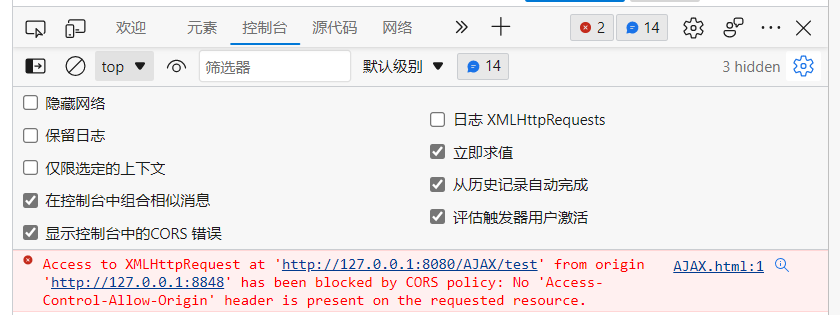 欢迎 元素 控制台 源代码 网络 2 14
top 筛选器 默认级别 14 3 hidden
隐藏网络
保留日志
仅限选定的上下文
在控制台中组合相似消息
显示控制台中的CORS 错误
日志 XMLHttpRequests
立即求值
从历史记录自动完成
评估触发器用户激活
Access to XMLHttpRequest at 'http://127.0.0.1:8080/AJAX/test' from origin AJAX.html:1
'http://127.0.0.1:8848' has been blocked by CORS policy: No 'Access-
Control-Allow-Origin' header is present on the requested resource.